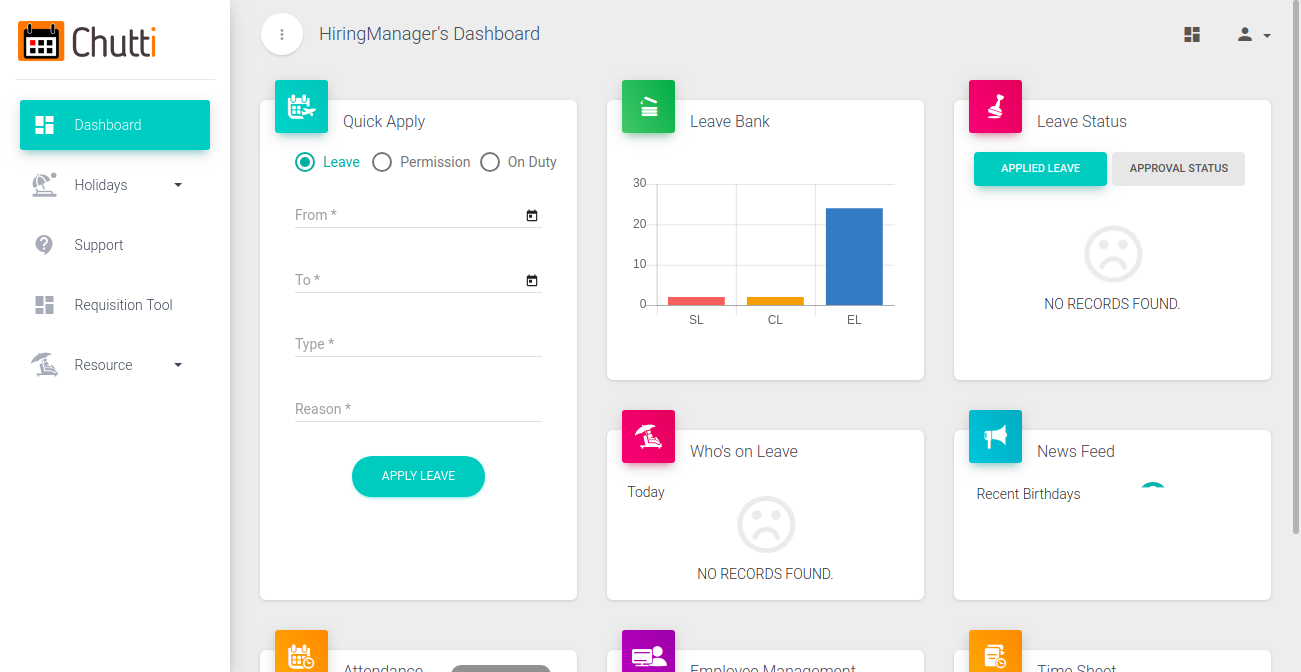 Chutti
HiringManager's Dashboard
Dashboard
Holidays
Support
Requisition Tool
Resource
Quick Apply
Leave Permission On Duty
From *
To *
Type *
Reason *
APPLY LEAVE
Leave Bank
30
20
10
0
SL CL EL
Leave Status
APPLIED LEAVE APPROVAL STATUS
NO RECORDS FOUND.
Who's on Leave
Today
NO RECORDS FOUND.
News Feed
Recent Birthdays
Attendance
Employee Management
Time Sheet